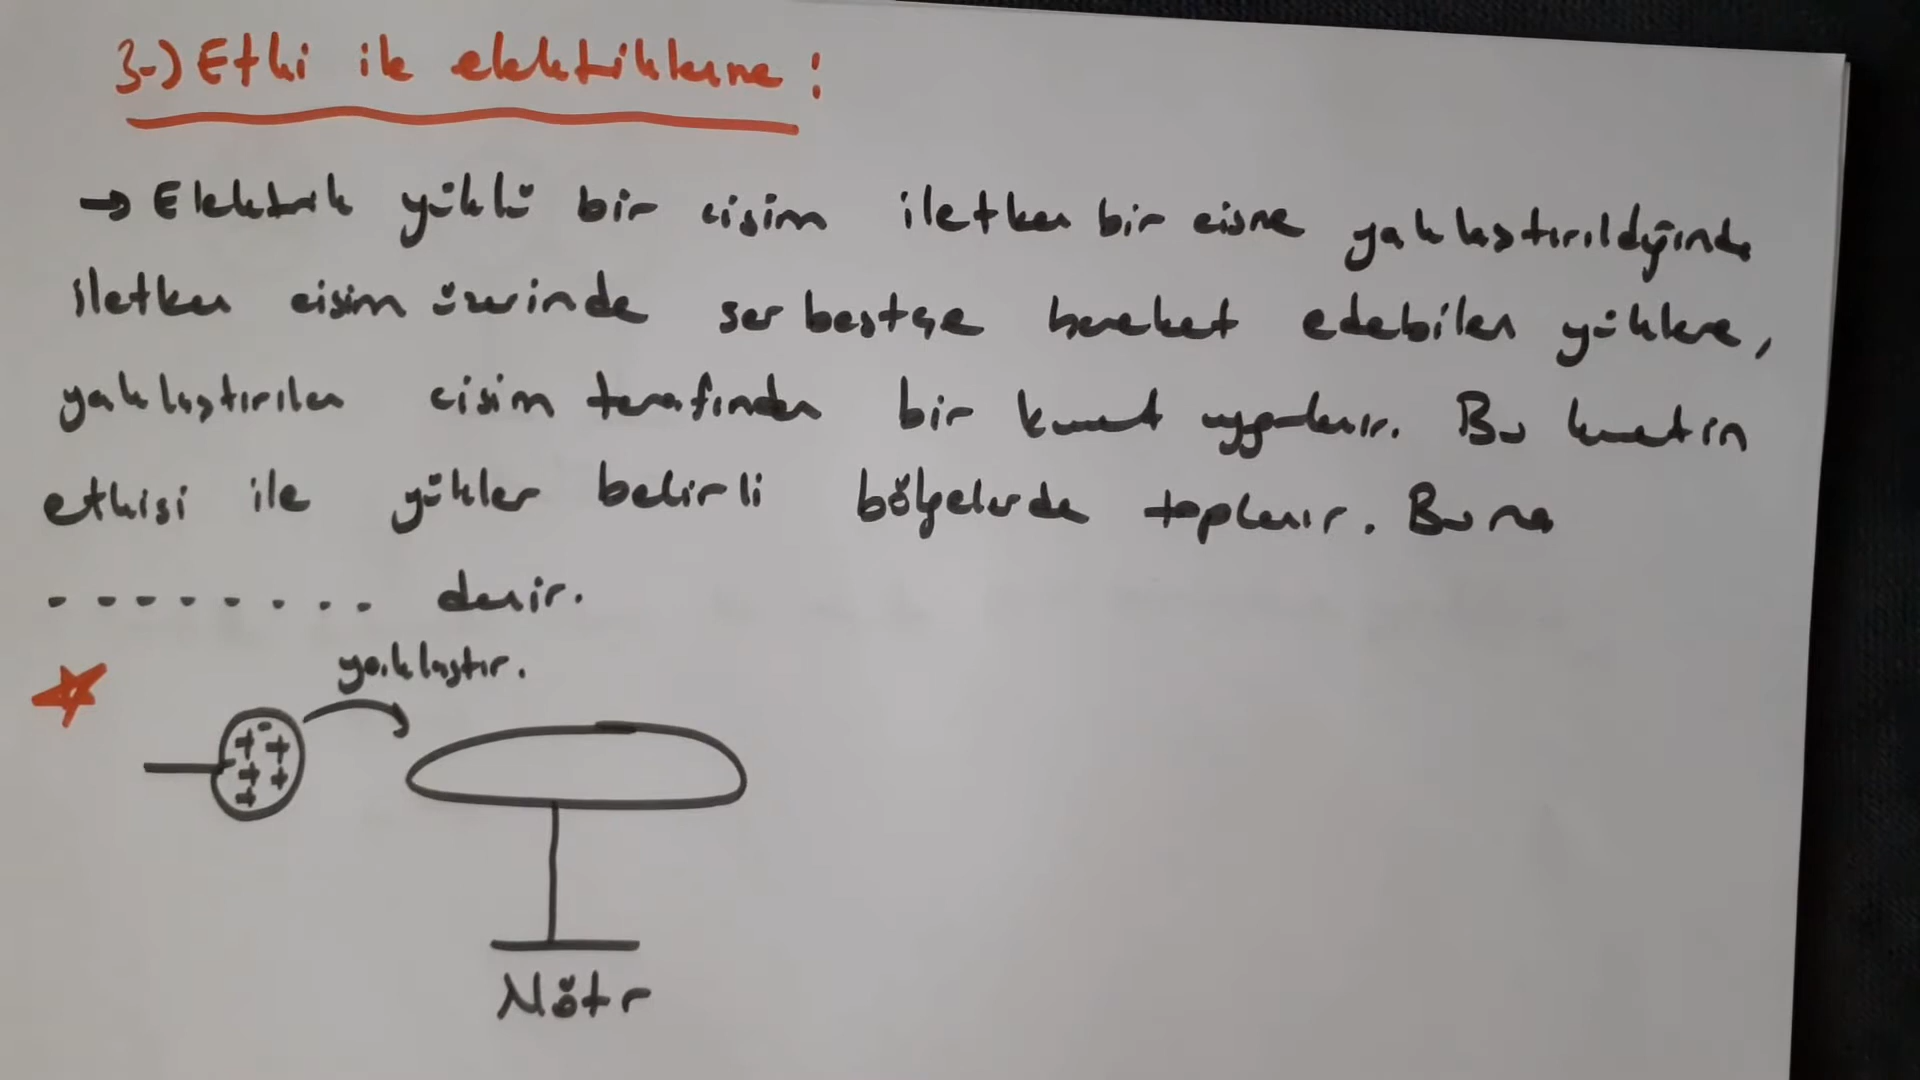 3-) Etki ile elektriklenme :
→ Elektrik yüklü bir cisim iletken bir cisme yaklaştırıldığında
iletken cisim üzerinde serbestçe hareket edebilen yüklere,
yaklaştırılan cisim tarafından bir kuvvet uygulanır. Bu kuvvetin
etkisi ile yükler belirli bölgelerde toplanır. Buna
. . . . . . . . denir.
yaklaştır.
- + + + + +
Nötr